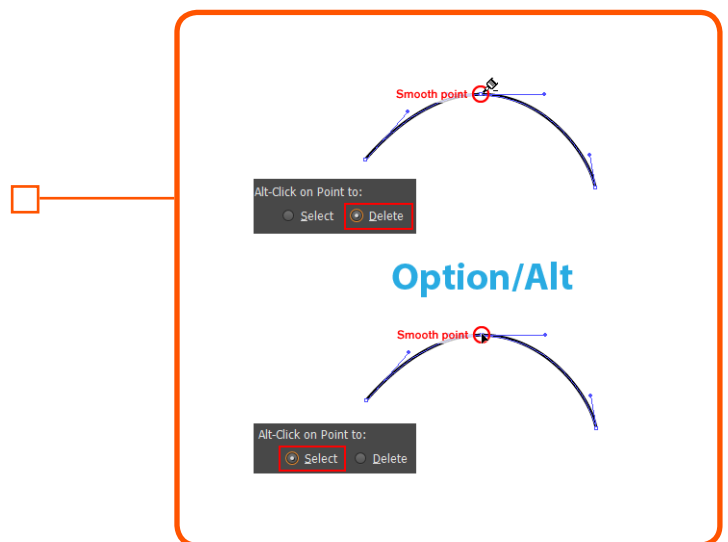 Smooth point
Alt-Click on Point to:
Select Delete
Option/Alt
Smooth point
Alt-Click on Point to:
Select Delete